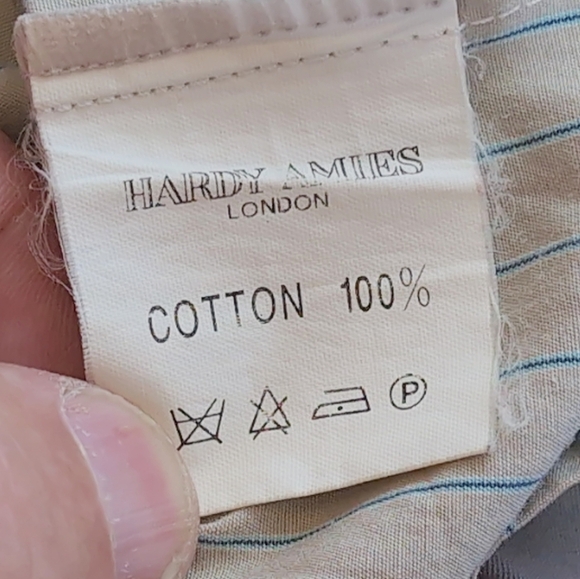 HARDY AMIES
LONDON
COTTON 100%
P